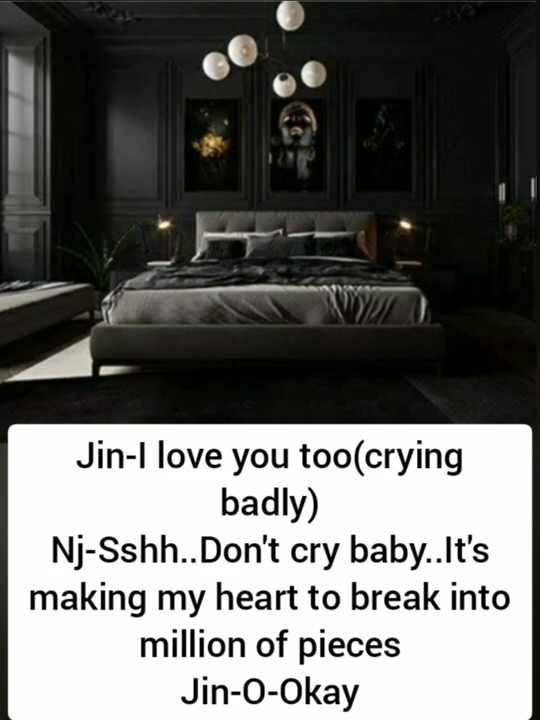 Jin-I love you too(crying
badly)
Nj-Sshh..Don't cry baby..It's
making my heart to break into
million of pieces
Jin-O-Okay